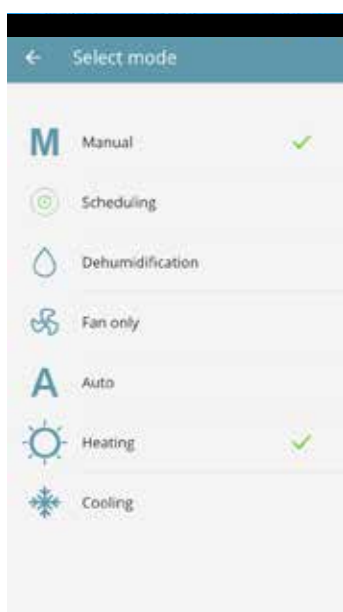 Select mode
M Manual
Scheduling
Dehumidification
Fan only
A Auto
Heating
Cooling